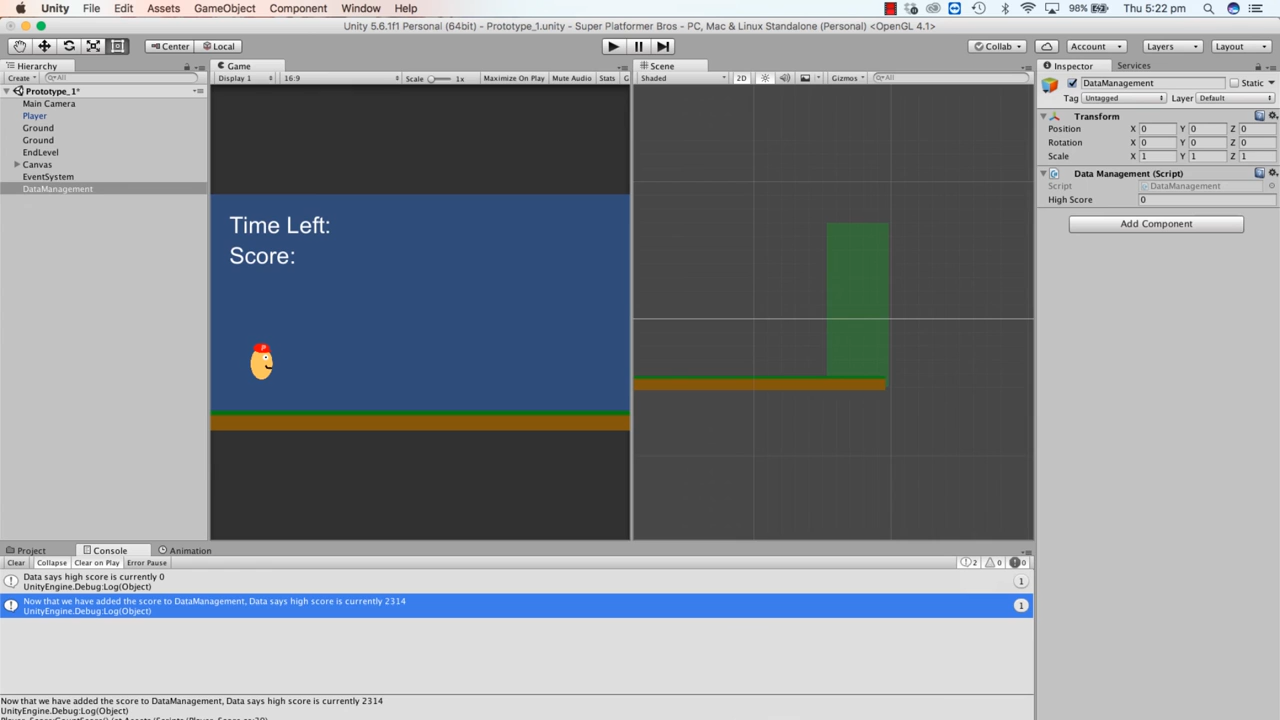 Unity File Edit Assets GameObject Component Window Help 98% Thu 5:22 pm
Unity 5.6.1f1 Personal (64bit) - Prototype_1.unity - Super Platformer Bros - PC, Mac & Linux Standalone (Personal) <OpenGL 4.1>
Center Local Collab Account Layers Layout
Hierarchy Game Scene Inspector Services
Create All Display 1 16:9 Scale 1x Maximize On Play Mute Audio Stats G Shaded 2D Gizmos All
DataManagement Static
Tag Untagged Layer Default
Prototype_1*
Main Camera
Player
Ground
Ground
EndLevel
Canvas
EventSystem
DataManagement
Time Left:
Score:
P
Transform
Position X 0 Y 0 Z 0
Rotation X 0 Y 0 Z 0
Scale X 1 Y 1 Z 1
Data Management (Script)
Script DataManagement
High Score 0
Add Component
Project Console Animation
Clear Collapse Clear on Play Error Pause 2 0 0
Data says high score is currently 0
UnityEngine.Debug:Log(Object) 1
Now that we have added the score to DataManagement, Data says high score is currently 2314
UnityEngine.Debug:Log(Object) 1
Now that we have added the score to DataManagement, Data says high score is currently 2314
UnityEngine.Debug:Log(Object)